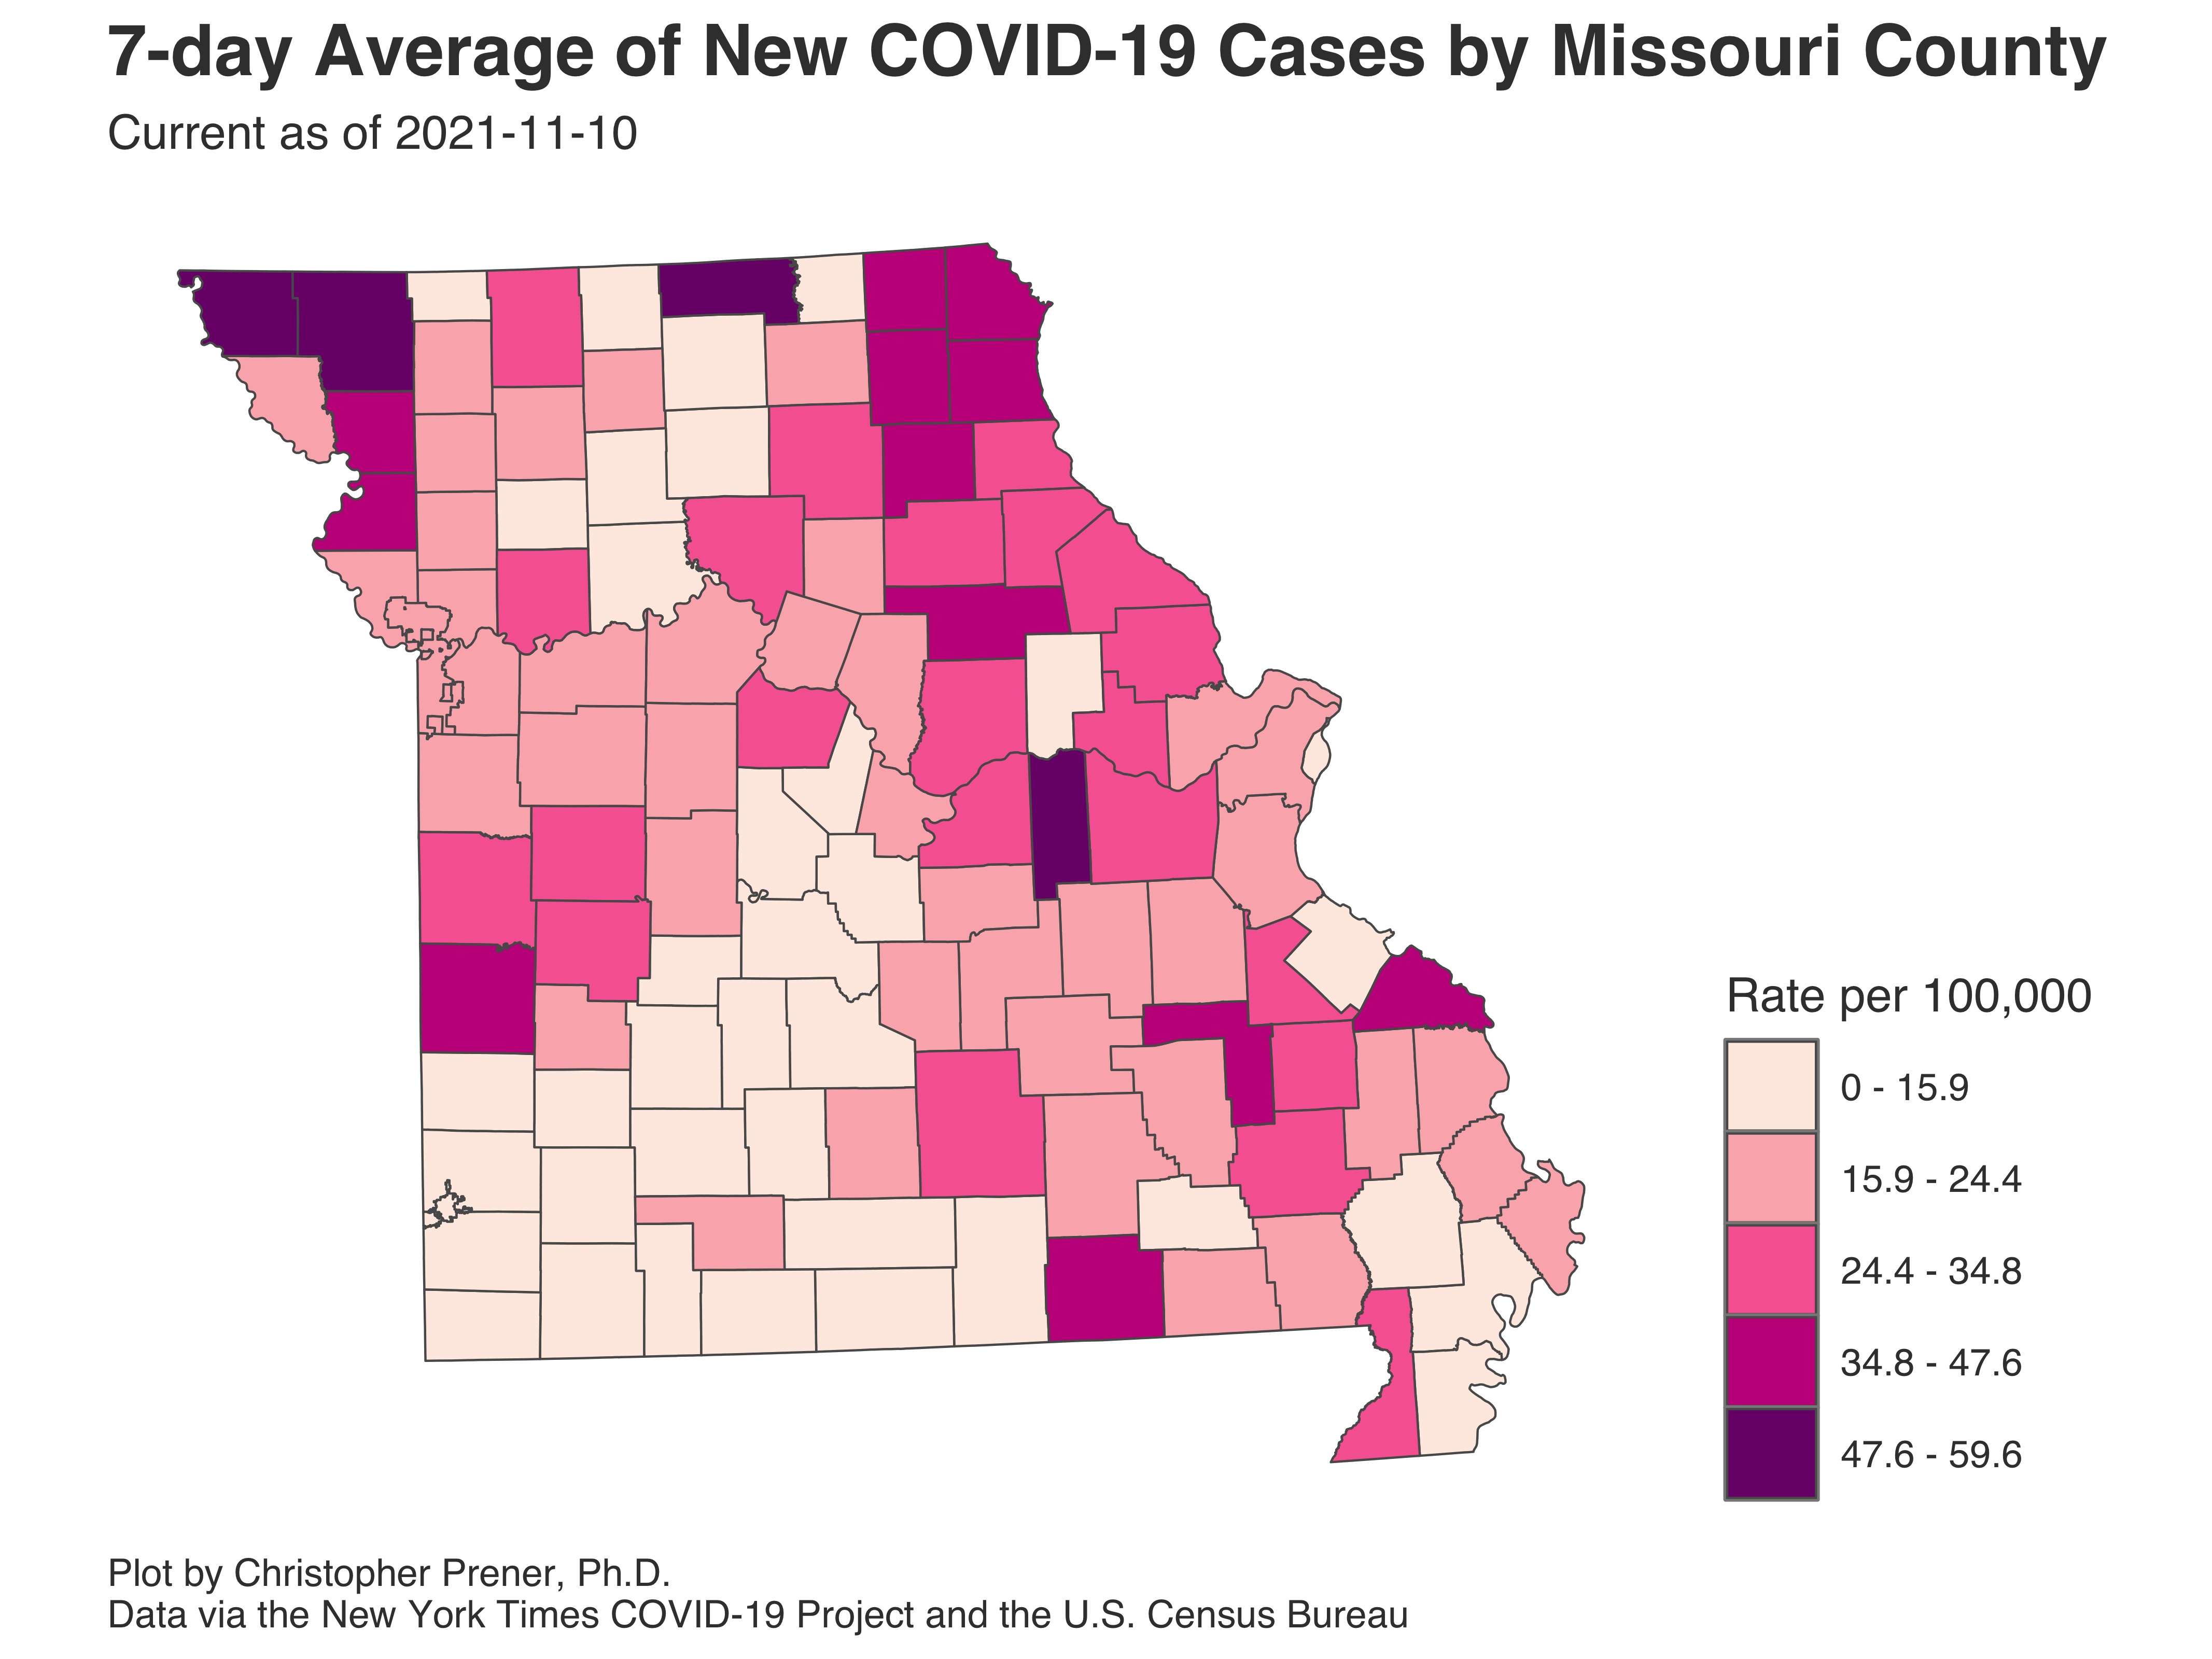 7-day Average of New COVID-19 Cases by Missouri County
Current as of 2021-11-10
Rate per 100,000
0 - 15.9
15.9 - 24.4
24.4 - 34.8
34.8 - 47.6
47.6 - 59.6
Plot by Christopher Prener, Ph.D.
Data via the New York Times COVID-19 Project and the U.S. Census Bureau